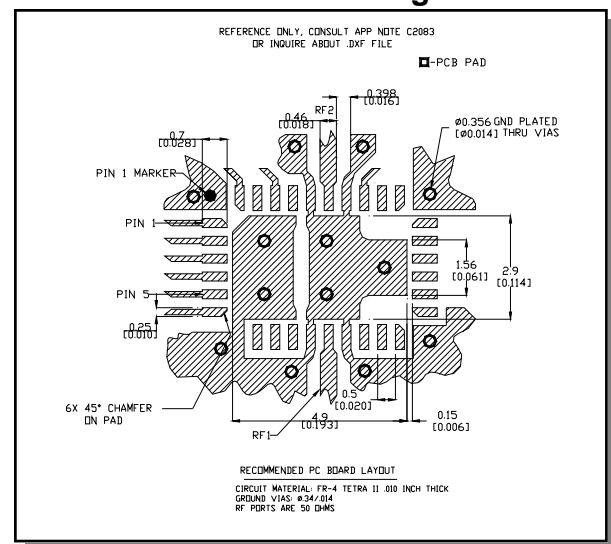 REFERENCE ONLY, CONSULT APP NOTE C2083
OR INQUIRE ABOUT .DXF FILE
-PCB PAD
0.398
[0.016]
RF2
0.46
[0.018]
0.7
[0.028]
Ø0.356 GND PLATED
[Ø0.014] THRU VIAS
PIN 1 MARKER
PIN 1
1.56
[0.061]
2.9
[0.114]
PIN 5
0.25
[0.010]
6X 45° CHAMFER
ON PAD
0.5
[0.020]
4.9
[0.193]
0.15
[0.006]
RF1
RECOMMENDED PC BOARD LAYOUT
CIRCUIT MATERIAL: FR-4 TETRA II .010 INCH THICK
GROUND VIAS: Ø.34/.014
RF PORTS ARE 50 OHMS